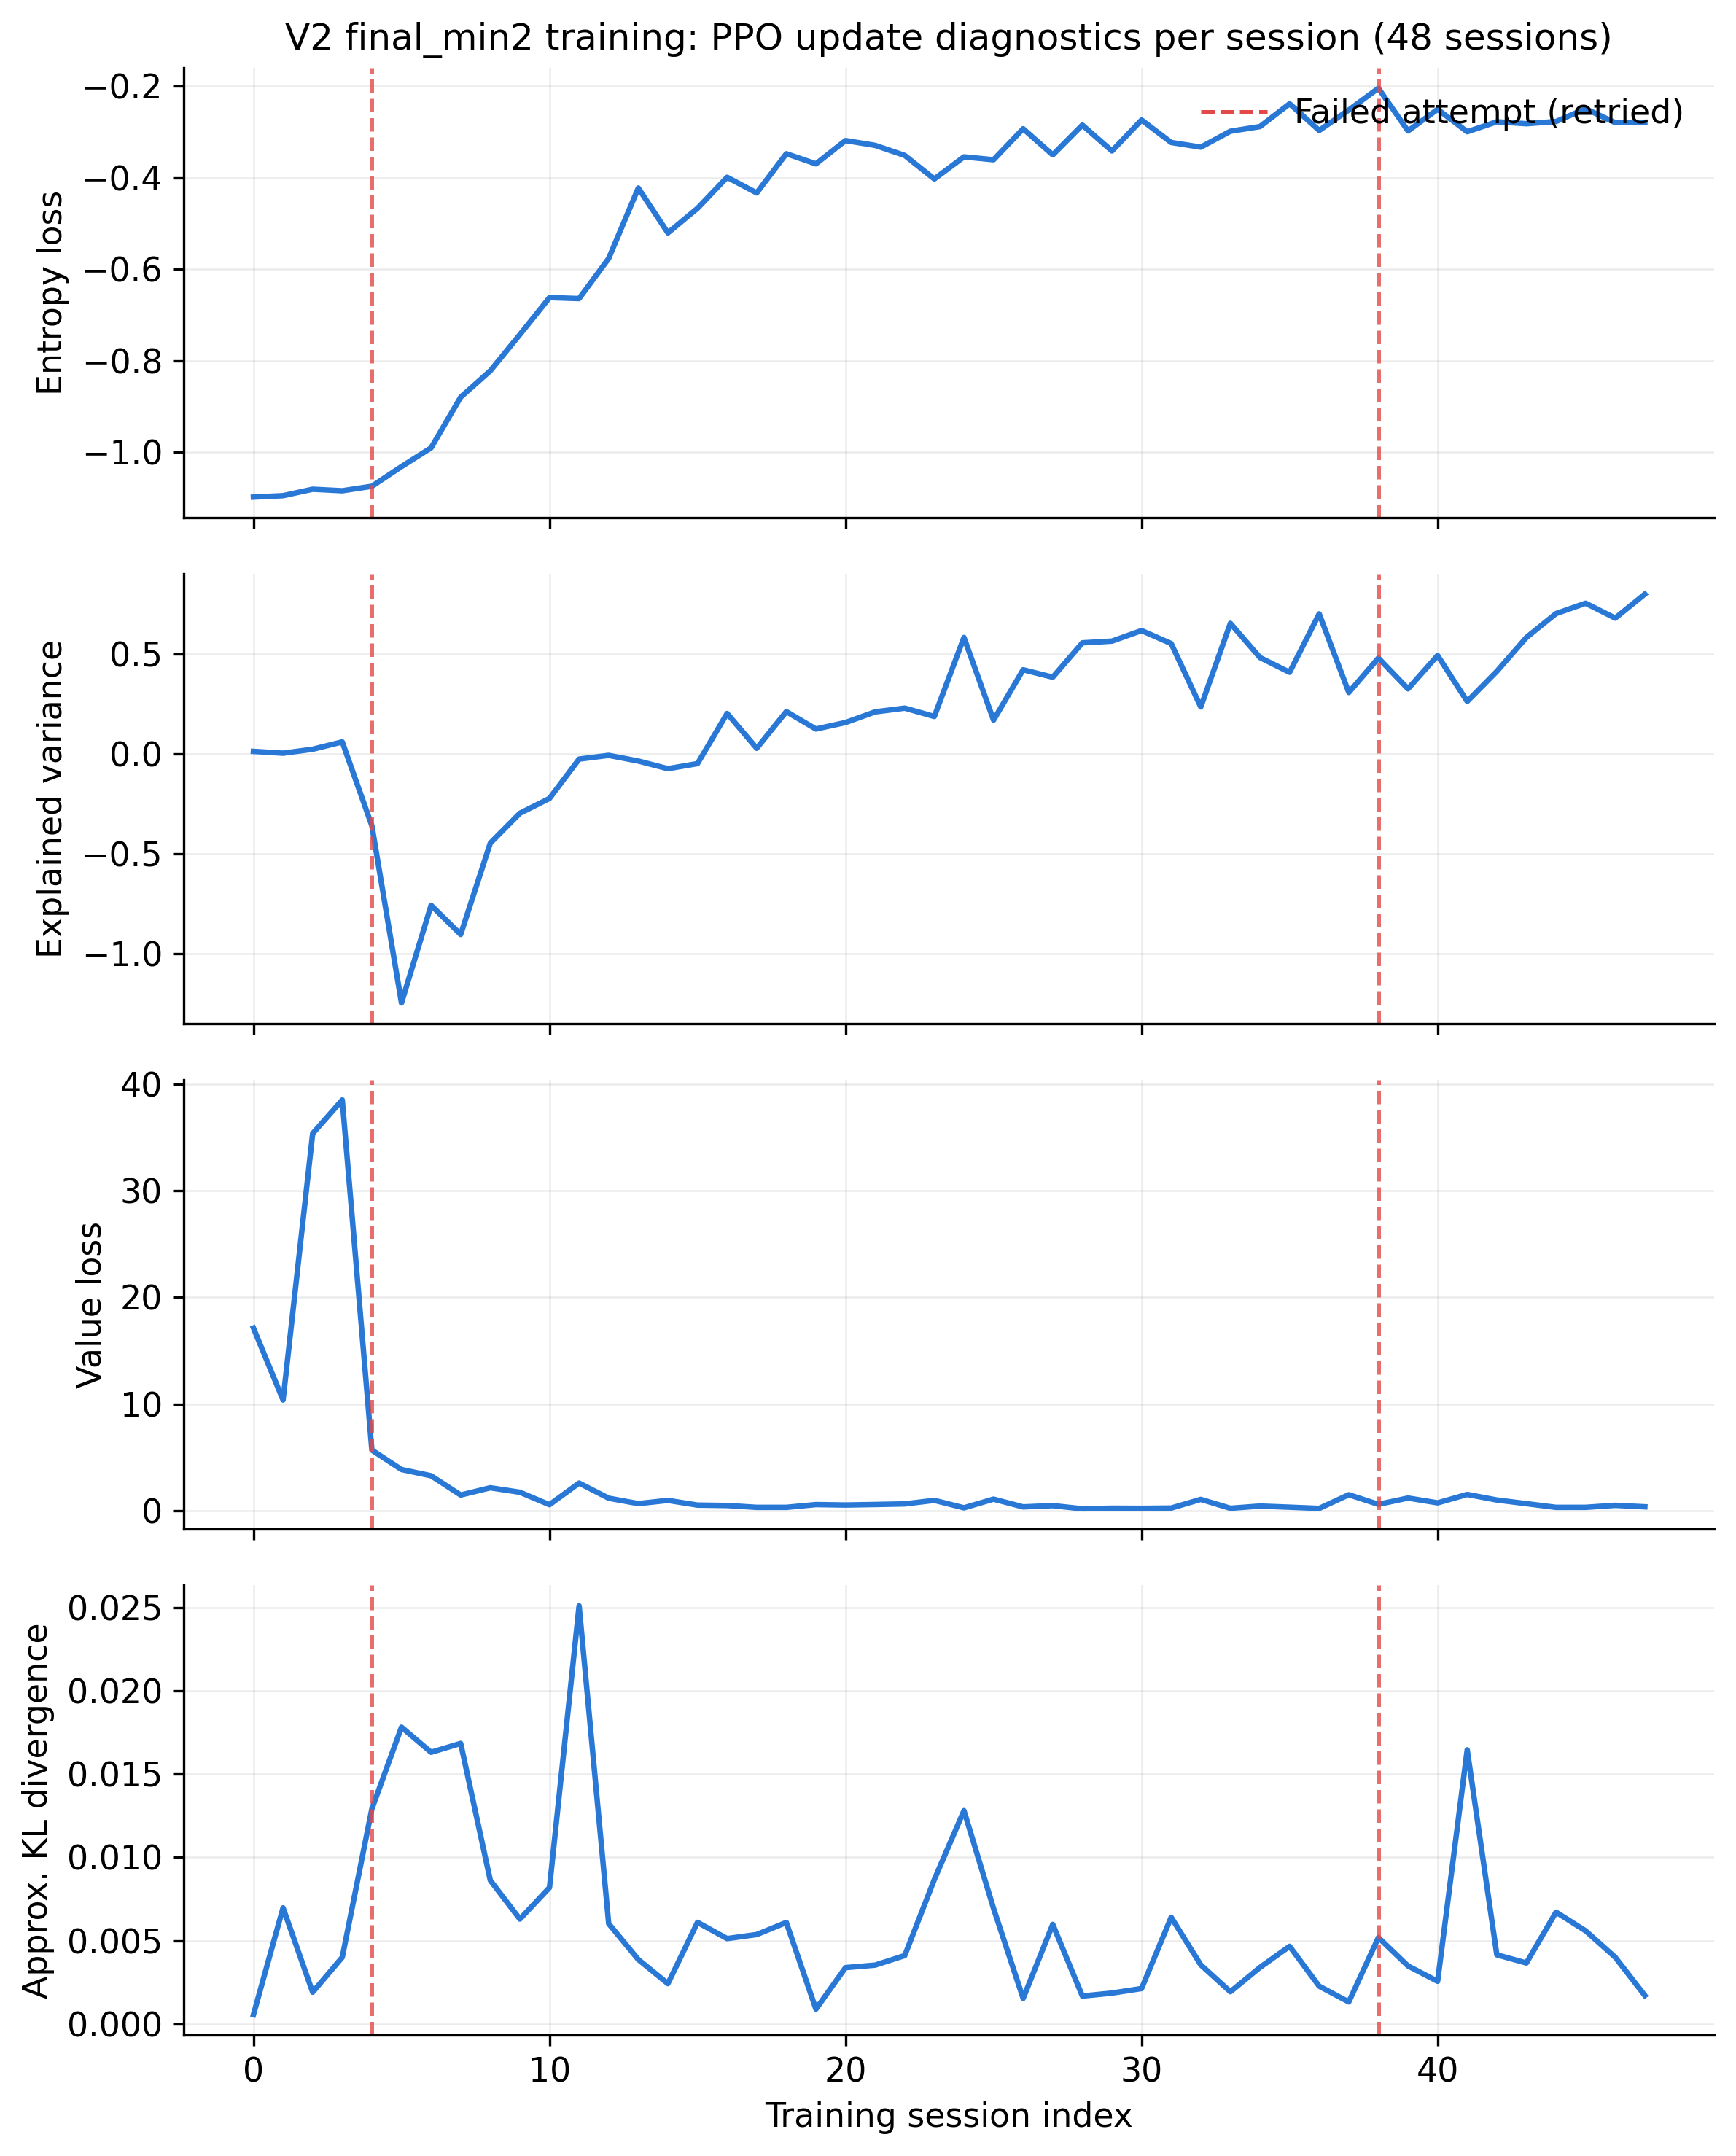 V2 final_min2 training: PPO update diagnostics per session (48 sessions)
Failed attempt (retried)
Entropy loss
−0.2
−0.4
−0.6
−0.8
−1.0
Explained variance
0.5
0.0
−0.5
−1.0
Value loss
40
30
20
10
0
Approx. KL divergence
0.025
0.020
0.015
0.010
0.005
0.000
0 10 20 30 40
Training session index